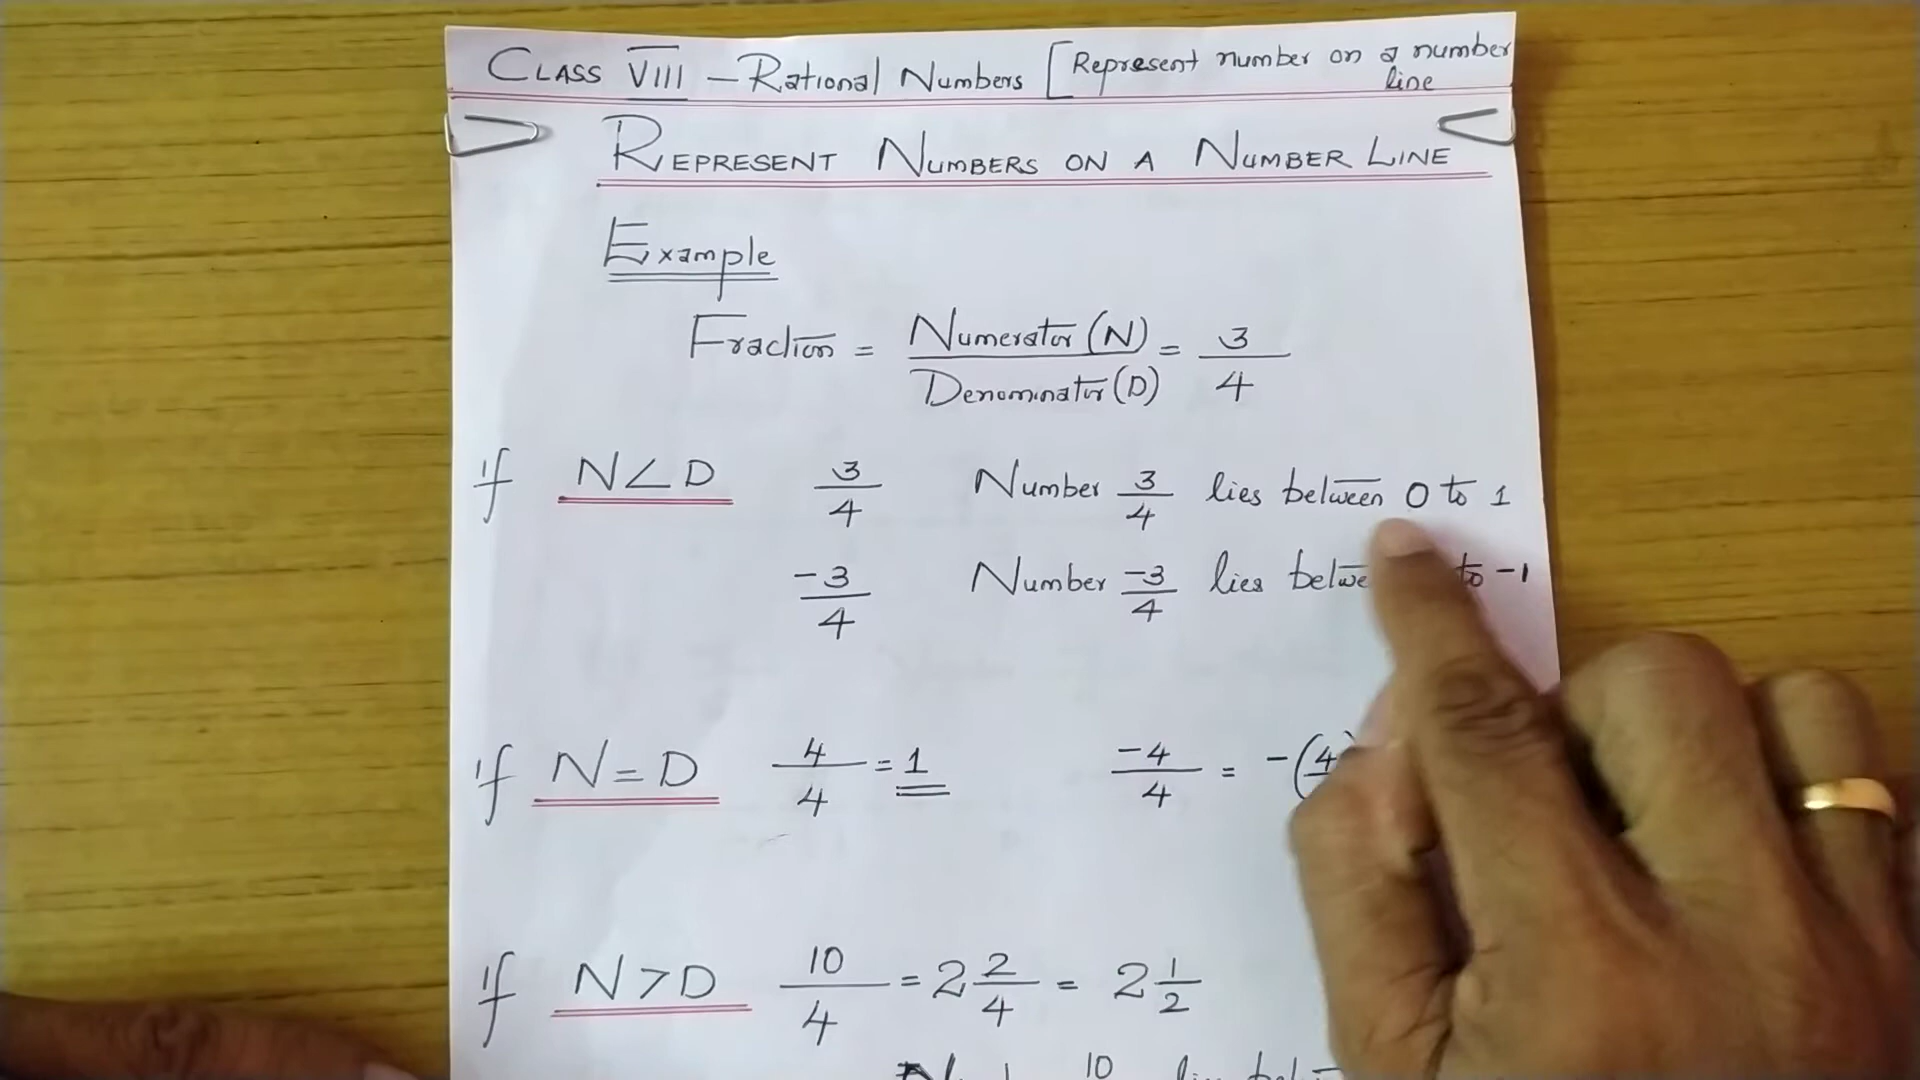 CLASS VIII - Rational Numbers [Represent number on a number line
REPRESENT NUMBERS ON A NUMBER LINE
Example
Fraction = Numerator (N) / Denominator (D) = 3/4
if N < D 3/4 Number 3/4 lies between 0 to 1
-3/4 Number -3/4 lies to -1
if N = D 4/4 = 1 -4/4 = -(4
if N > D 10/4 = 2 2/4 = 2 1/2
10